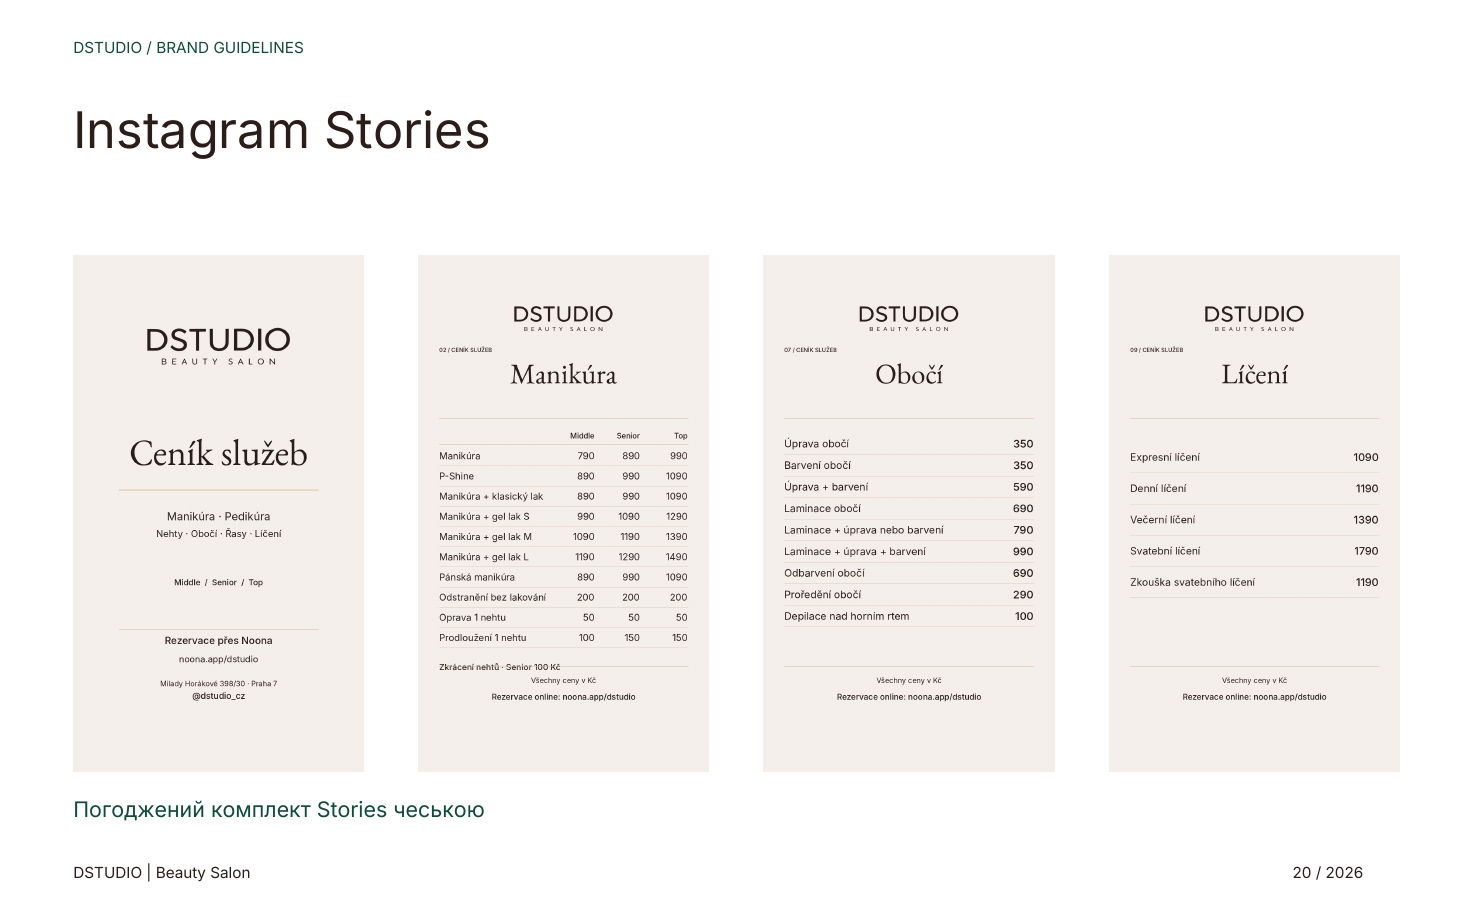 DSTUDIO / BRAND GUIDELINES
Instagram Stories
DSTUDIO
BEAUTY SALON
Ceník služeb
Manikúra · Pedikúra
Nehty · Obočí · Řasy · Líčení
Middle / Senior / Top
Rezervace přes Noona
noona.app/dstudio
Milady Horákové 398/30 · Praha 7
@dstudio_cz
DSTUDIO
BEAUTY SALON
02 / CENÍK SLUŽEB
Manikúra
Middle Senior Top
Manikúra 790 890 990
P-Shine 890 990 1090
Manikúra + klasický lak 890 990 1090
Manikúra + gel lak S 990 1090 1290
Manikúra + gel lak M 1090 1190 1390
Manikúra + gel lak L 1190 1290 1490
Pánská manikúra 890 990 1090
Odstranění bez lakování 200 200 200
Oprava 1 nehtu 50 50 50
Prodloužení 1 nehtu 100 150 150
Zkrácení nehtů · Senior 100 Kč
Všechny ceny v Kč
Rezervace online: noona.app/dstudio
DSTUDIO
BEAUTY SALON
07 / CENÍK SLUŽEB
Obočí
Úprava obočí 350
Barvení obočí 350
Úprava + barvení 590
Laminace obočí 690
Laminace + úprava nebo barvení 790
Laminace + úprava + barvení 990
Odbarvení obočí 690
Proředění obočí 290
Depilace nad horním rtem 100
Všechny ceny v Kč
Rezervace online: noona.app/dstudio
DSTUDIO
BEAUTY SALON
09 / CENÍK SLUŽEB
Líčení
Expresní líčení 1090
Denní líčení 1190
Večerní líčení 1390
Svatební líčení 1790
Zkouška svatebního líčení 1190
Všechny ceny v Kč
Rezervace online: noona.app/dstudio
Погоджений комплект Stories чеською
DSTUDIO | Beauty Salon
20 / 2026